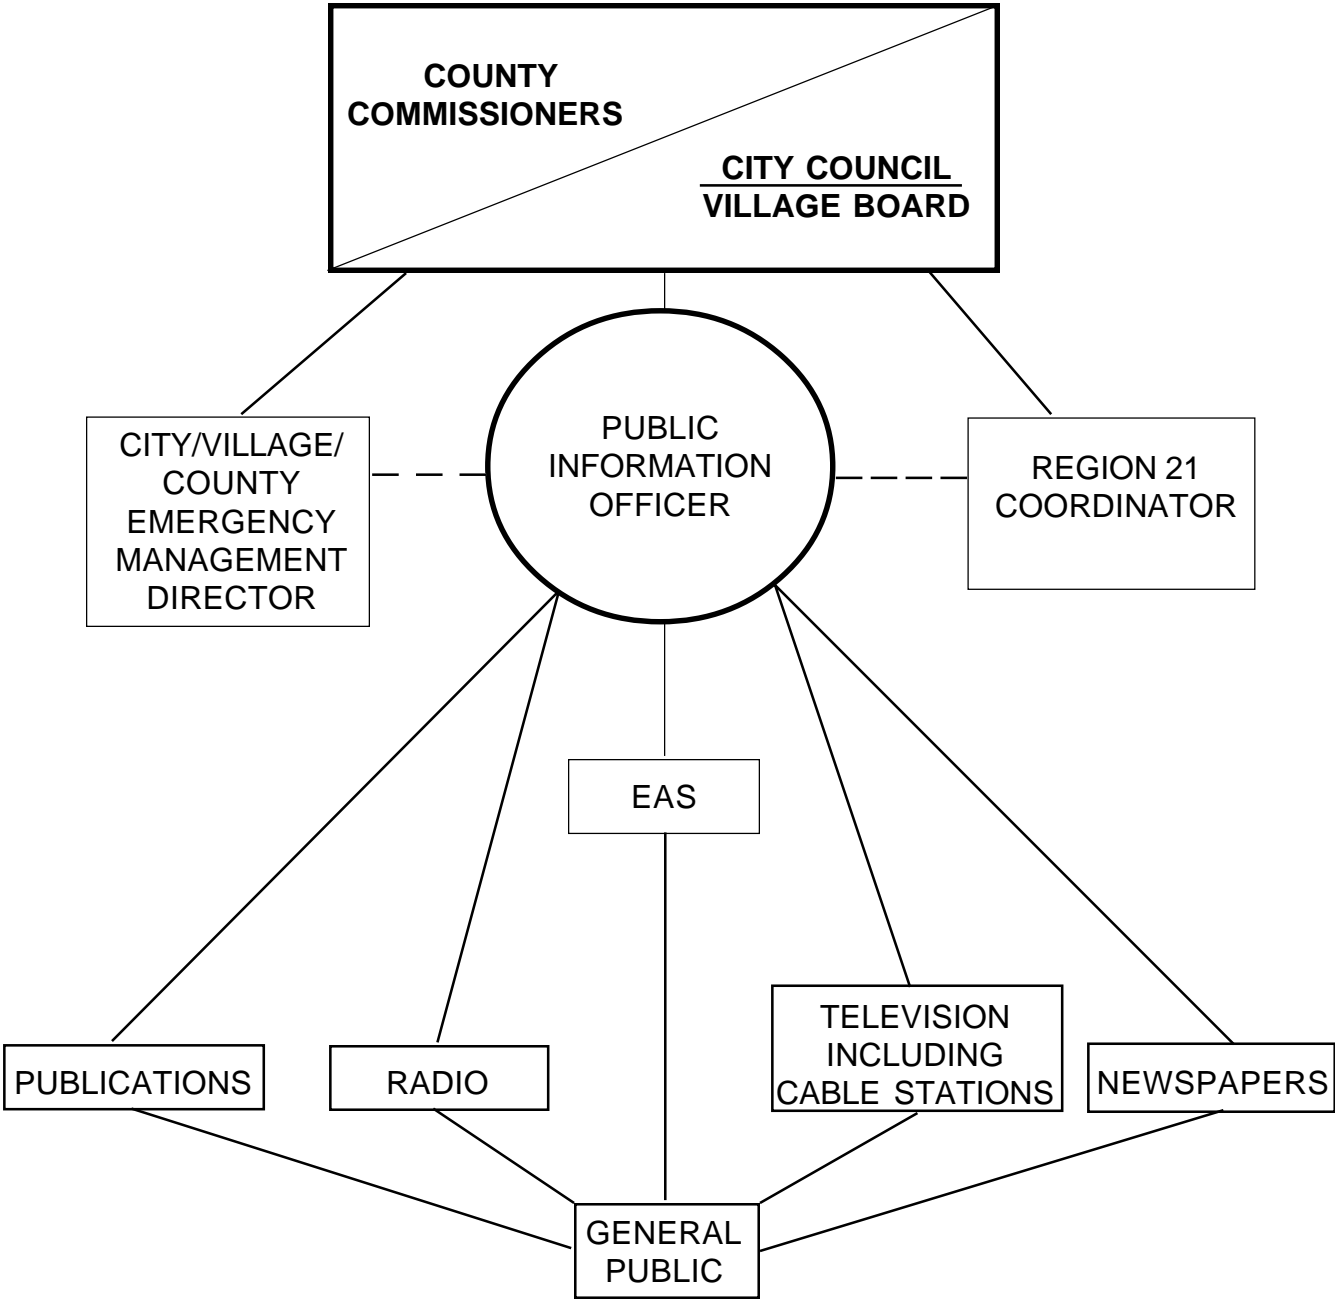 COUNTY
COMMISSIONERS
CITY COUNCIL
VILLAGE BOARD
CITY/VILLAGE/
COUNTY
EMERGENCY
MANAGEMENT
DIRECTOR
PUBLIC
INFORMATION
OFFICER
REGION 21
COORDINATOR
EAS
PUBLICATIONS
RADIO
TELEVISION
INCLUDING
CABLE STATIONS
NEWSPAPERS
GENERAL
PUBLIC